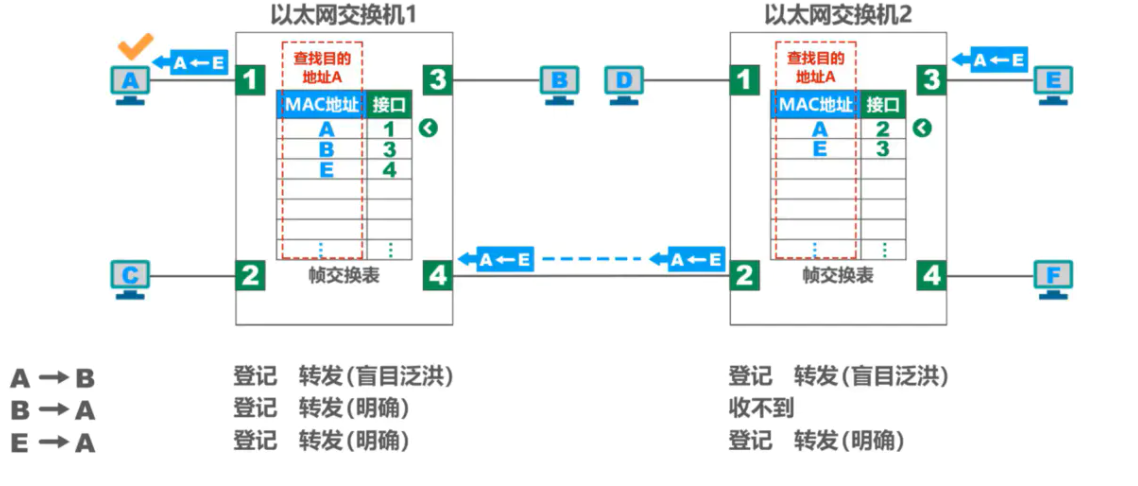 以太网交换机1 以太网交换机2
A←E 查找目的 查找目的 A←E
地址A 地址A
A 1 3 B D 1 3 E
MAC地址 接口 MAC地址 接口
A 1 A 2
B 3 E 3
E 4
⋮ ⋮ ⋮ ⋮
A←E A←E
C 2 帧交换表 4 2 帧交换表 4 F
A→B 登记 转发(盲目泛洪) 登记 转发(盲目泛洪)
B→A 登记 转发(明确) 收不到
E→A 登记 转发(明确) 登记 转发(明确)